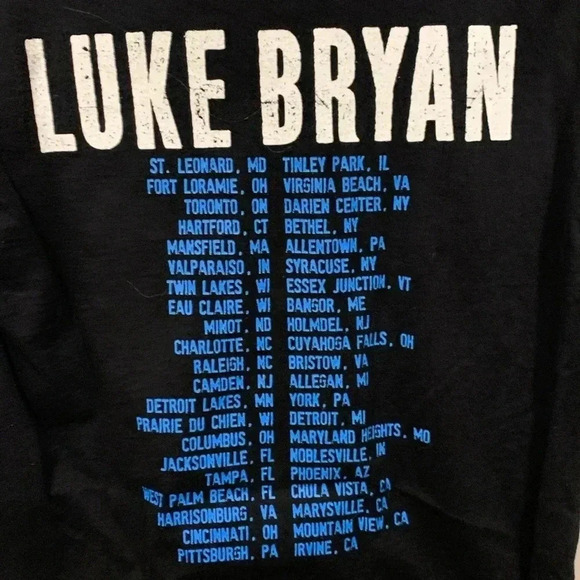 LUKE BRYAN
ST. LEONARD, MD TINLEY PARK, IL
FORT LORAMIE, OH VIRGINIA BEACH, VA
TORONTO, ON DARIEN CENTER, NY
HARTFORD, CT BETHEL, NY
MANSFIELD, MA ALLENTOWN, PA
VALPARAISO, IN SYRACUSE, NY
TWIN LAKES, WI ESSEX JUNCTION, VT
EAU CLAIRE, WI BANGOR, ME
MINOT, ND HOLMDEL, NJ
CHARLOTTE, NC CUYAHOGA FALLS, OH
RALEIGH, NC BRISTOW, VA
CAMDEN, NJ ALLEGAN, MI
DETROIT LAKES, MN YORK, PA
PRAIRIE DU CHIEN, WI DETROIT, MI
COLUMBUS, OH MARYLAND HEIGHTS, MO
JACKSONVILLE, FL NOBLESVILLE, IN
TAMPA, FL PHOENIX, AZ
WEST PALM BEACH, FL CHULA VISTA, CA
HARRISONBURG, VA MARYSVILLE, CA
CINCINNATI, OH MOUNTAIN VIEW, CA
PITTSBURGH, PA IRVINE, CA